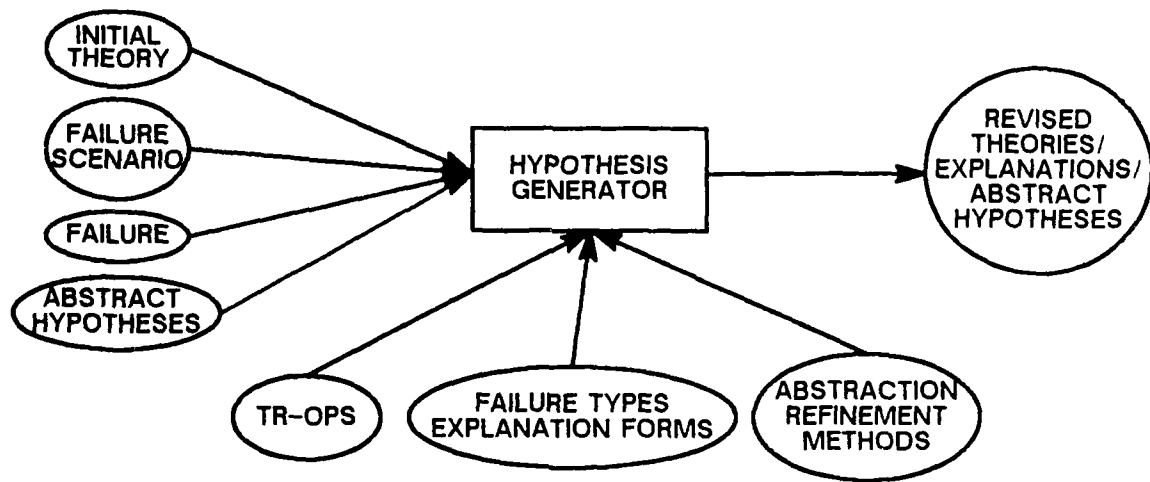 INITIAL
THEORY
FAILURE
SCENARIO
FAILURE
ABSTRACT
HYPOTHESES
HYPOTHESIS
GENERATOR
REVISED
THEORIES/
EXPLANATIONS/
ABSTRACT
HYPOTHESES
TR-OPS
FAILURE TYPES
EXPLANATION FORMS
ABSTRACTION
REFINEMENT
METHODS